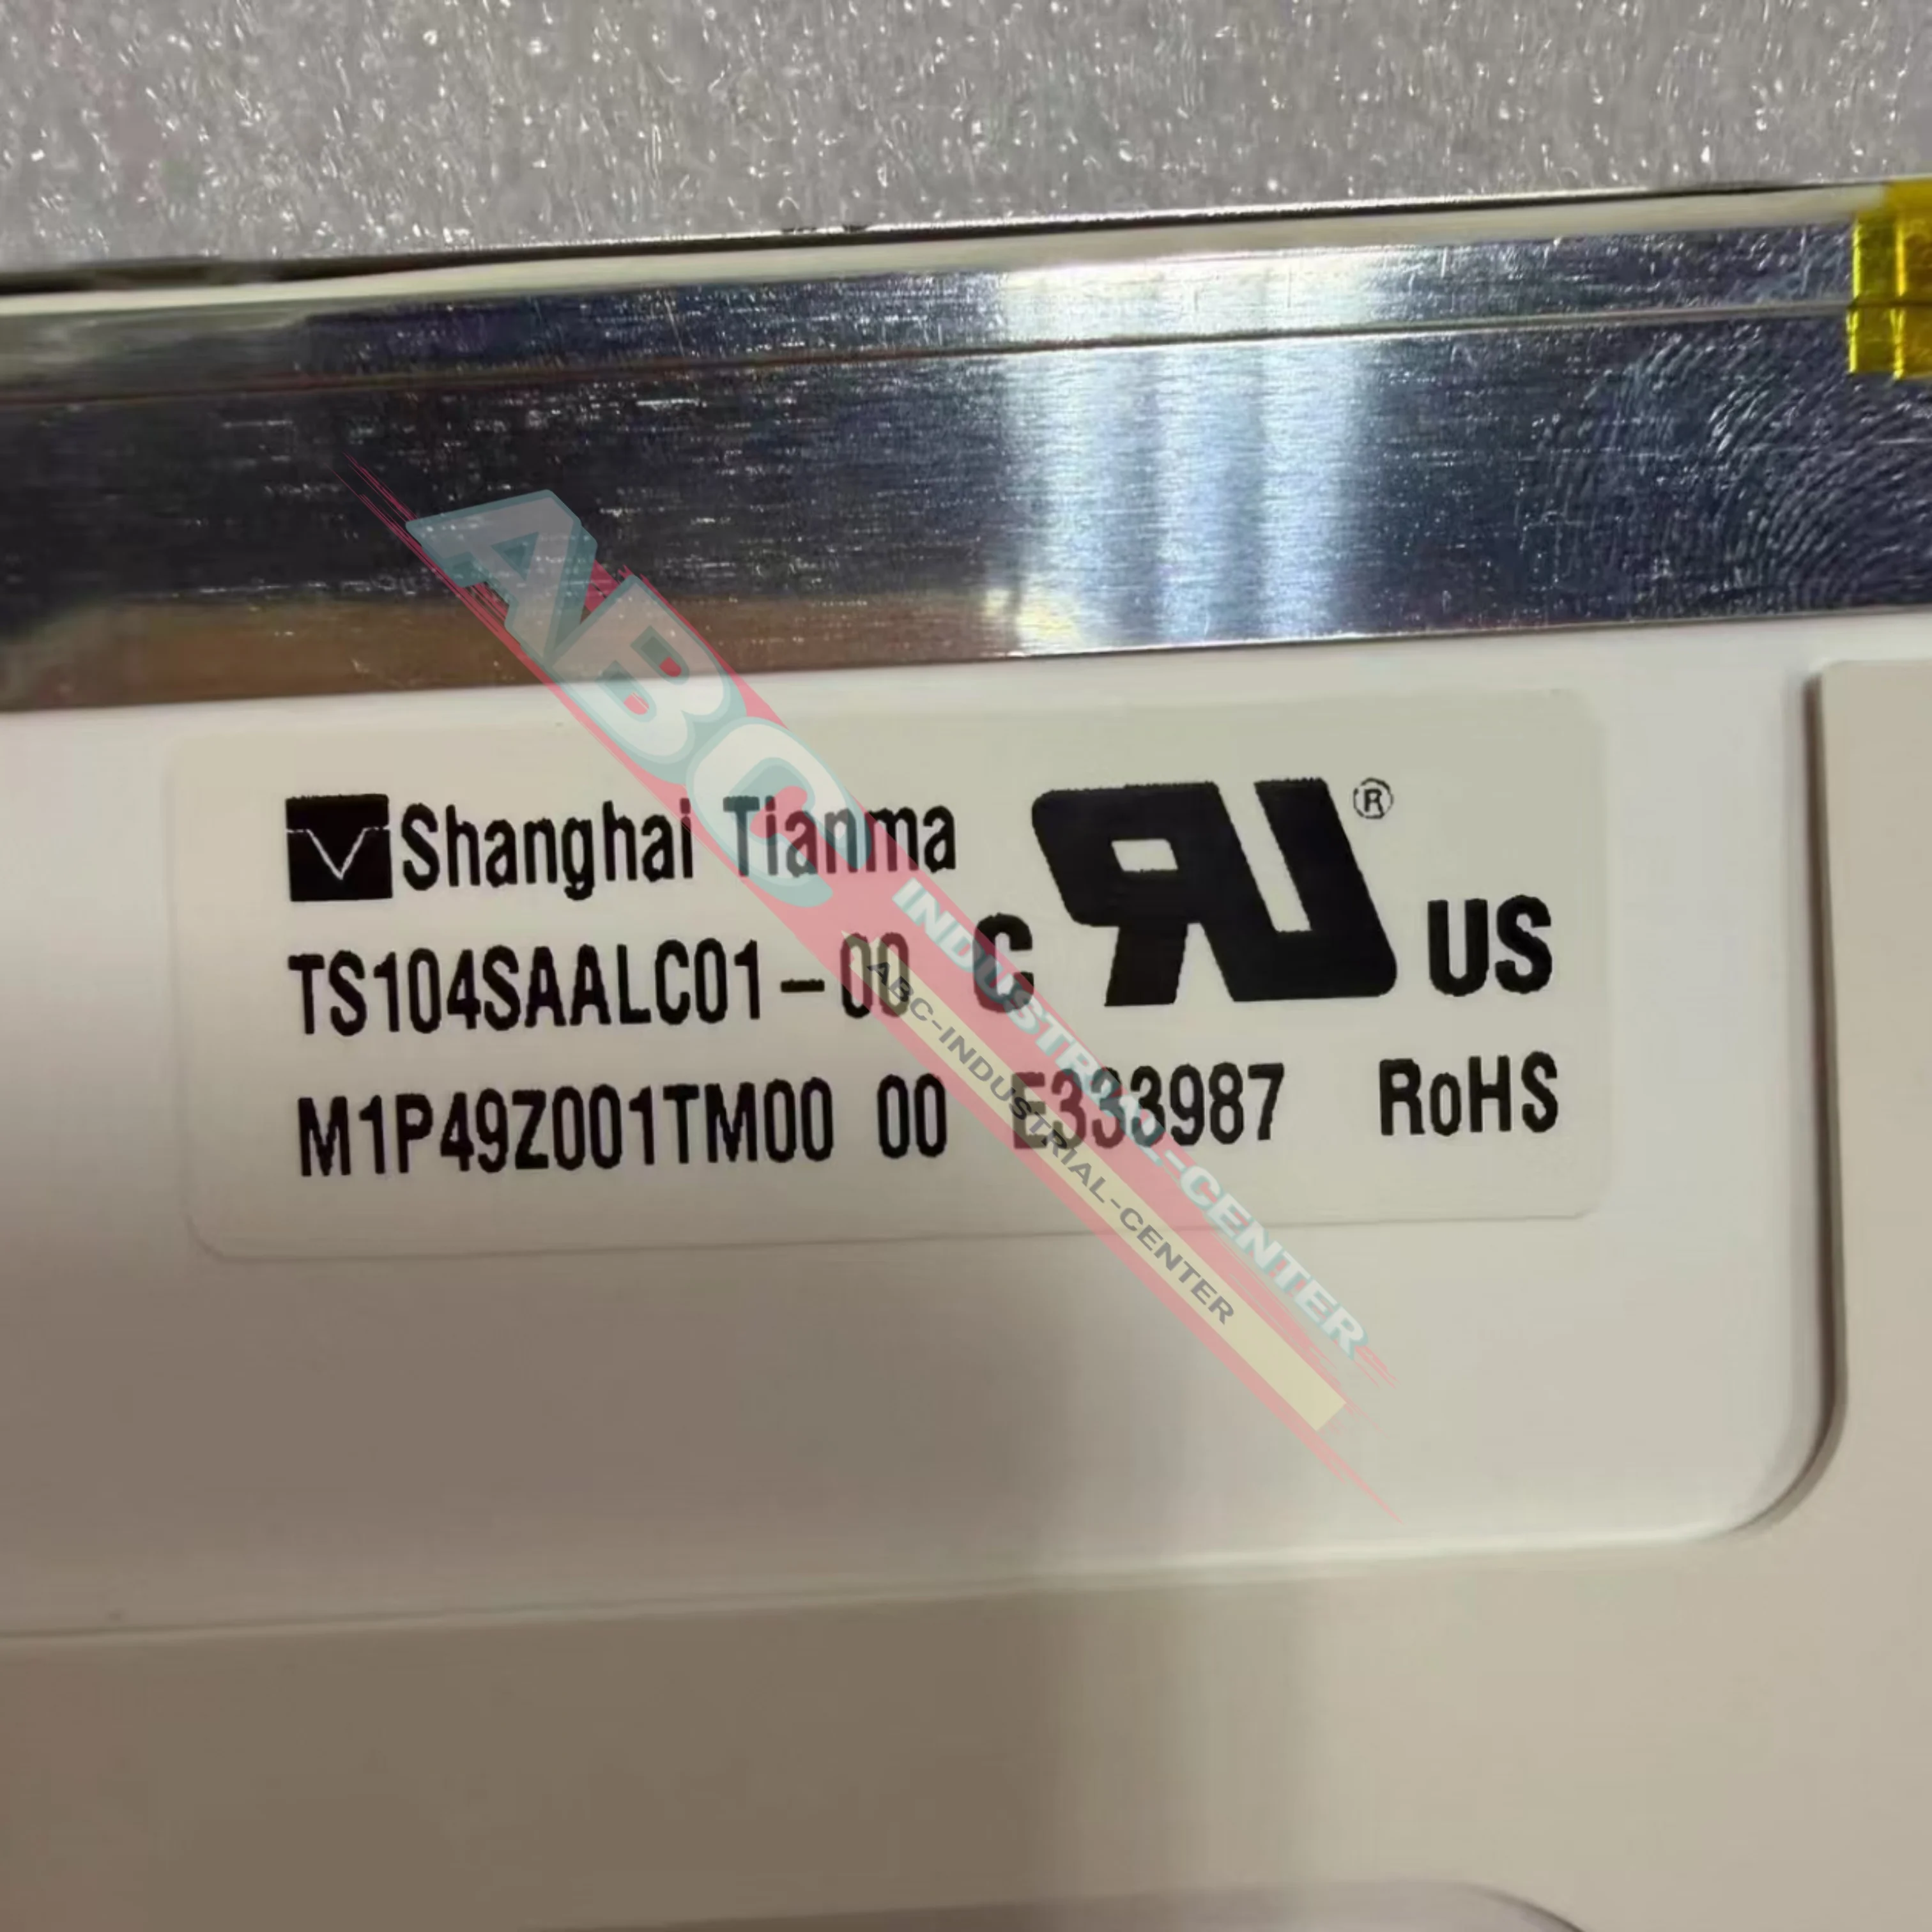 Shanghai Tianma
TS104SAALC01-00
C
US
®
M1P49Z001TM00 00 E333987 RoHS
ABC
INDUSTRIAL-CENTER
ABC-INDUSTRIAL-CENTER